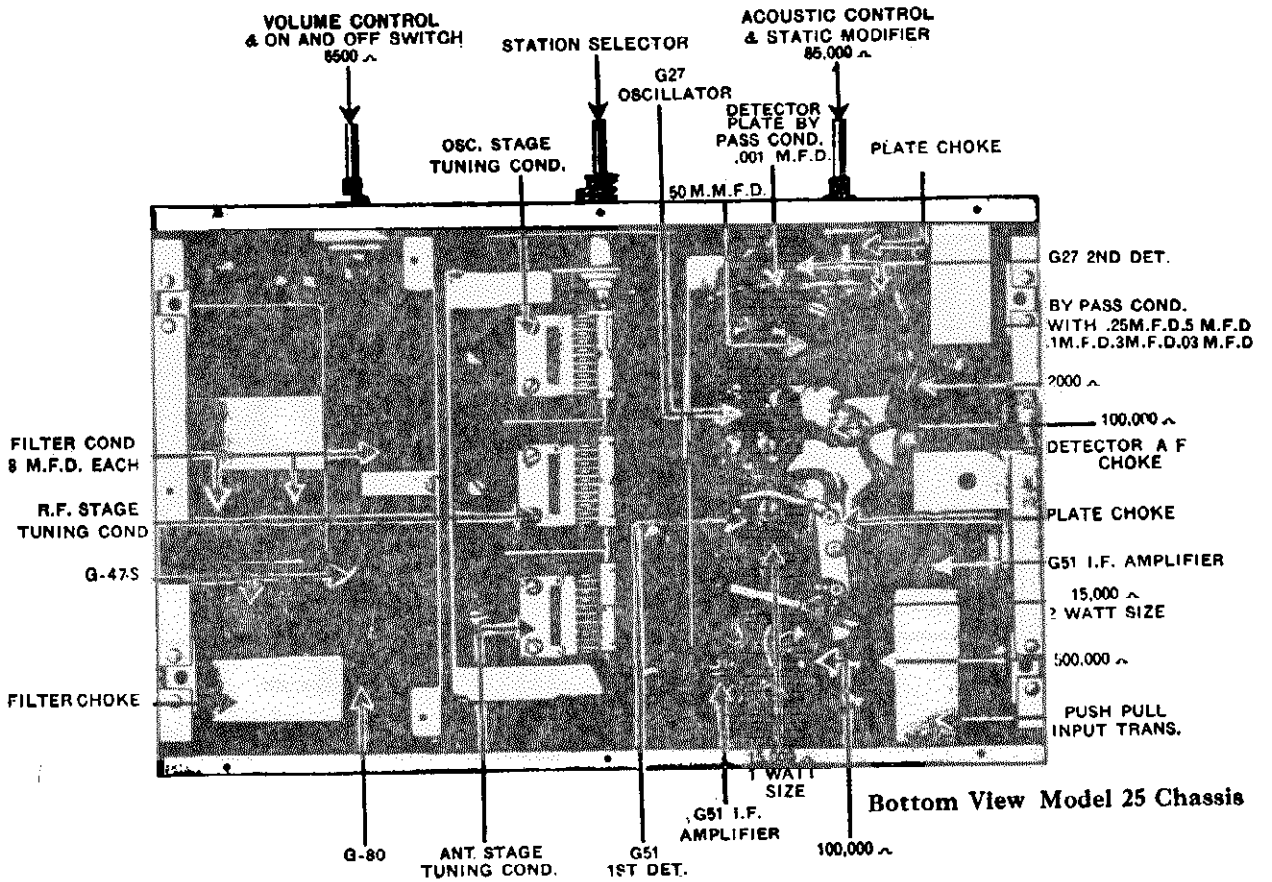 VOLUME CONTROL
& ON AND OFF SWITCH
8500 ෴
STATION SELECTOR
ACOUSTIC CONTROL
& STATIC MODIFIER
85,000 ෴
G27
OSCILLATOR
DETECTOR
PLATE BY
PASS COND.
.001 M.F.D.
OSC. STAGE
TUNING COND.
PLATE CHOKE
50 M.M.F.D.
G27 2ND DET.
BY PASS COND.
WITH .25M.F.D.5 M.F.D
.1M.F.D.3M.F.D.03 M.F.D
2000 ෴
100,000 ෴
DETECTOR A F
CHOKE
FILTER COND
8 M.F.D. EACH
R.F. STAGE
TUNING COND
PLATE CHOKE
G51 I.F. AMPLIFIER
G-47-S
15,000 ෴
2 WATT SIZE
500,000 ෴
FILTER CHOKE
PUSH PULL
INPUT TRANS.
1 WATT
SIZE
Bottom View Model 25 Chassis
G51 I.F.
AMPLIFIER
G-80
ANT. STAGE
TUNING COND.
G51
1ST DET.
100,000 ෴